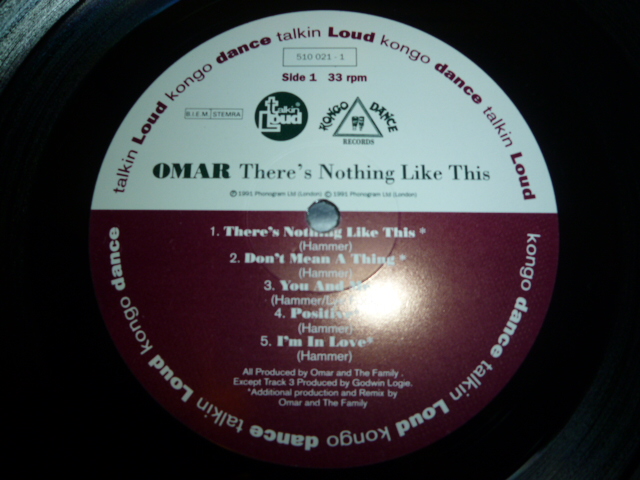 talkin Loud kongo dance talkin Loud kongo dance talkin Loud
510 021 - 1
Side 1 33 rpm
B.I.E.M. STEMRA
talkin Loud
KONGO DANCE
RECORDS
OMAR There's Nothing Like This
℗ 1991 Phonogram Ltd (London) © 1991 Phonogram Ltd (London)
1. There's Nothing Like This *
(Hammer)
2. Don't Mean A Thing *
(Hammer)
3. You And
(Hammer/
4. Positive
(Hammer)
5. I'm In Love*
(Hammer)
All Produced by Omar and The Family .
Except Track 3 Produced by Godwin Logie.
*Additional production and Remix by
Omar and The Family
kongo dance talkin Loud kongo dance talkin Loud kongo dance